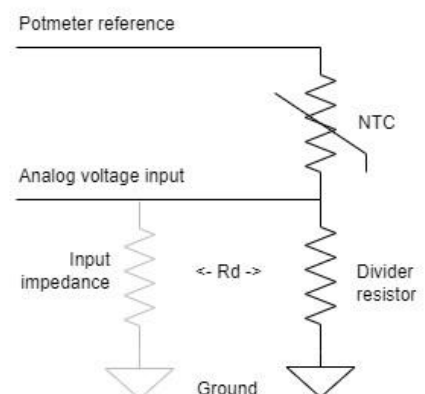 Potmeter reference
NTC
Analog voltage input
Input
impedance
<- Rd ->
Divider
resistor
Ground